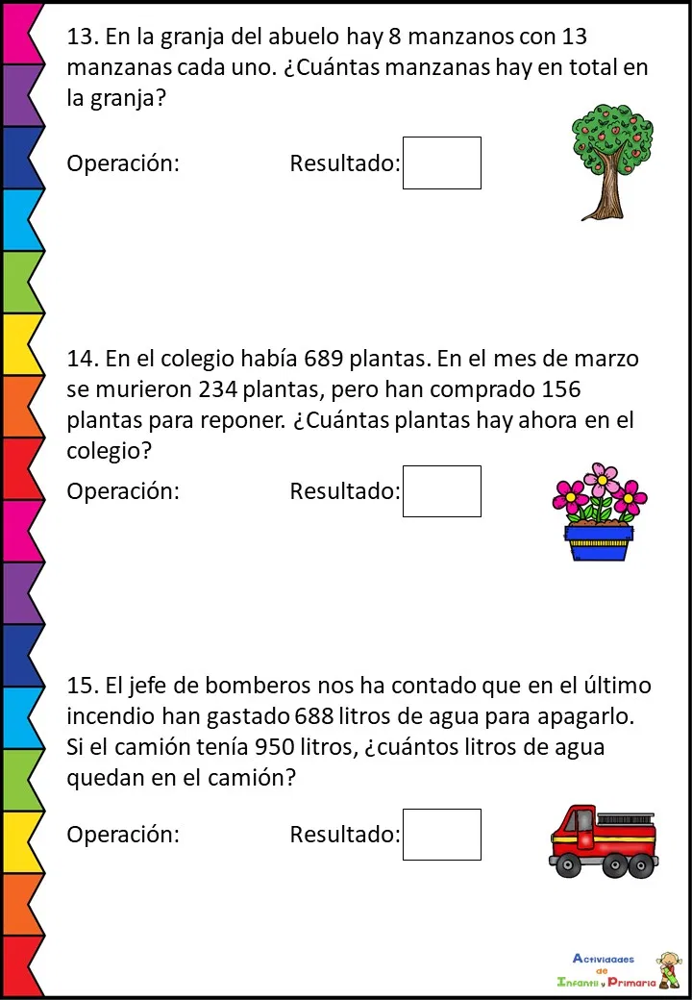 13. En la granja del abuelo hay 8 manzanos con 13
manzanas cada uno. ¿Cuántas manzanas hay en total en
la granja?
Operación: Resultado:
14. En el colegio había 689 plantas. En el mes de marzo
se murieron 234 plantas, pero han comprado 156
plantas para reponer. ¿Cuántas plantas hay ahora en el
colegio?
Operación: Resultado:
15. El jefe de bomberos nos ha contado que en el último
incendio han gastado 688 litros de agua para apagarlo.
Si el camión tenía 950 litros, ¿cuántos litros de agua
quedan en el camión?
Operación: Resultado:
Actividades
de
Infantil y Primaria